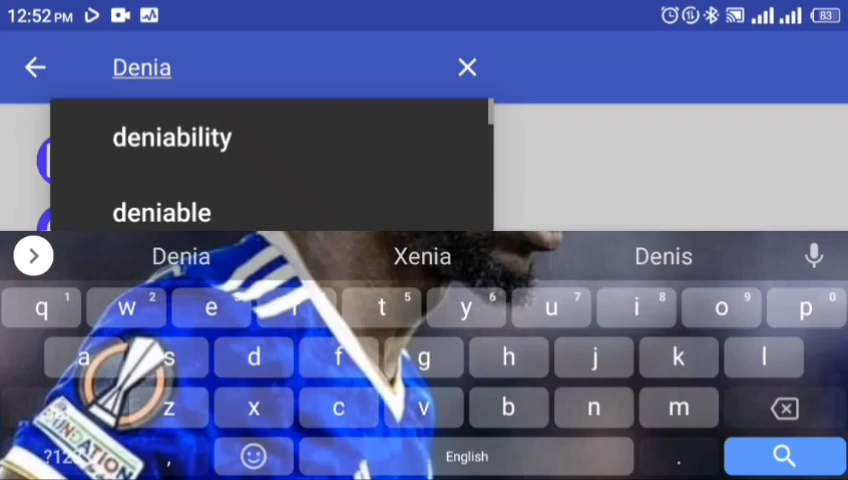 12:52 PM 83
Denia
deniability
deniable
Denia Xenia Denis
q 1 w 2 e r t 5 y 6 u 7 i 8 o 9 p 0
a s d f g h j k l
z x c v b n m
FOUNDATION
?123 , English .